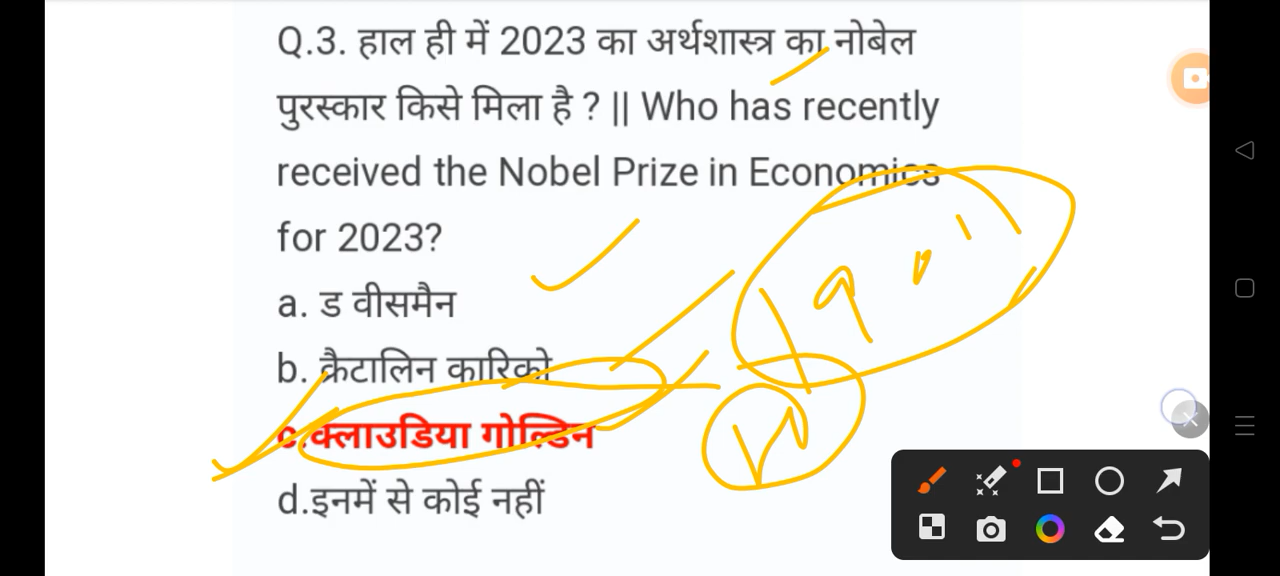 Q.3. हाल ही में 2023 का अर्थशास्त्र का नोबेल
पुरस्कार किसे मिला है ? || Who has recently
received the Nobel Prize in Economics
for 2023?
a. ड वीसमैन
b. क्रैटालिन कारिको
c.क्लाउडिया गोल्डिन
d.इनमें से कोई नहीं